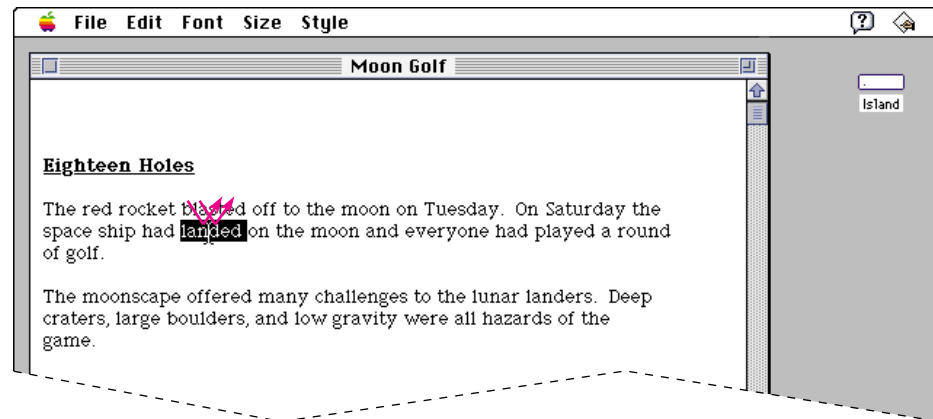 File Edit Font Size Style
Moon Golf
Island
Eighteen Holes
The red rocket blasted off to the moon on Tuesday. On Saturday the
space ship had landed on the moon and everyone had played a round
of golf.
The moonscape offered many challenges to the lunar landers. Deep
craters, large boulders, and low gravity were all hazards of the
game.